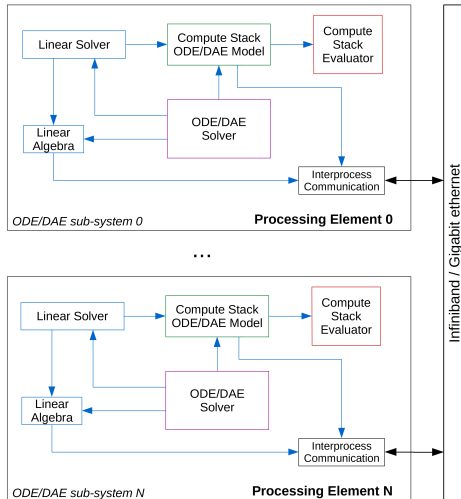 Linear Solver
Compute Stack
ODE/DAE Model
Compute
Stack
Evaluator
Linear
Algebra
ODE/DAE
Solver
Interprocess
Communication
ODE/DAE sub-system 0
Processing Element 0
...
Linear Solver
Compute Stack
ODE/DAE Model
Compute
Stack
Evaluator
Linear
Algebra
ODE/DAE
Solver
Interprocess
Communication
ODE/DAE sub-system N
Processing Element N
Infiniband / Gigabit ethernet